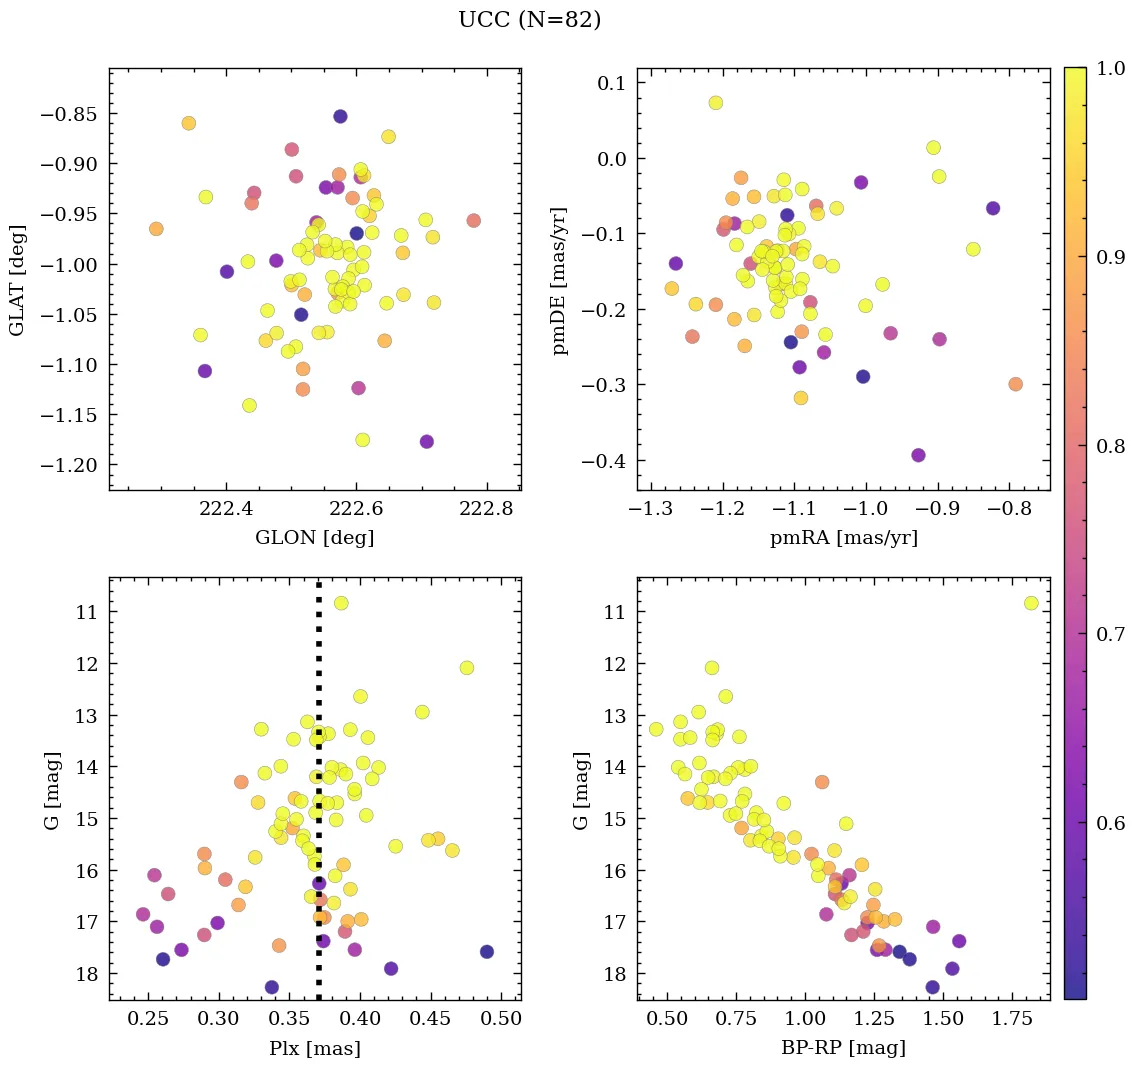 UCC (N=82)
−0.85
−0.90
−0.95
−1.00
−1.05
−1.10
−1.15
−1.20
GLAT [deg]
222.4 222.6 222.8
GLON [deg]
0.1
0.0
−0.1
−0.2
−0.3
−0.4
pmDE [mas/yr]
−1.3 −1.2 −1.1 −1.0 −0.9 −0.8
pmRA [mas/yr]
1.0
0.9
0.8
0.7
0.6
11
12
13
14
15
16
17
18
G [mag]
0.25 0.30 0.35 0.40 0.45 0.50
Plx [mas]
11
12
13
14
15
16
17
18
G [mag]
0.50 0.75 1.00 1.25 1.50 1.75
BP-RP [mag]